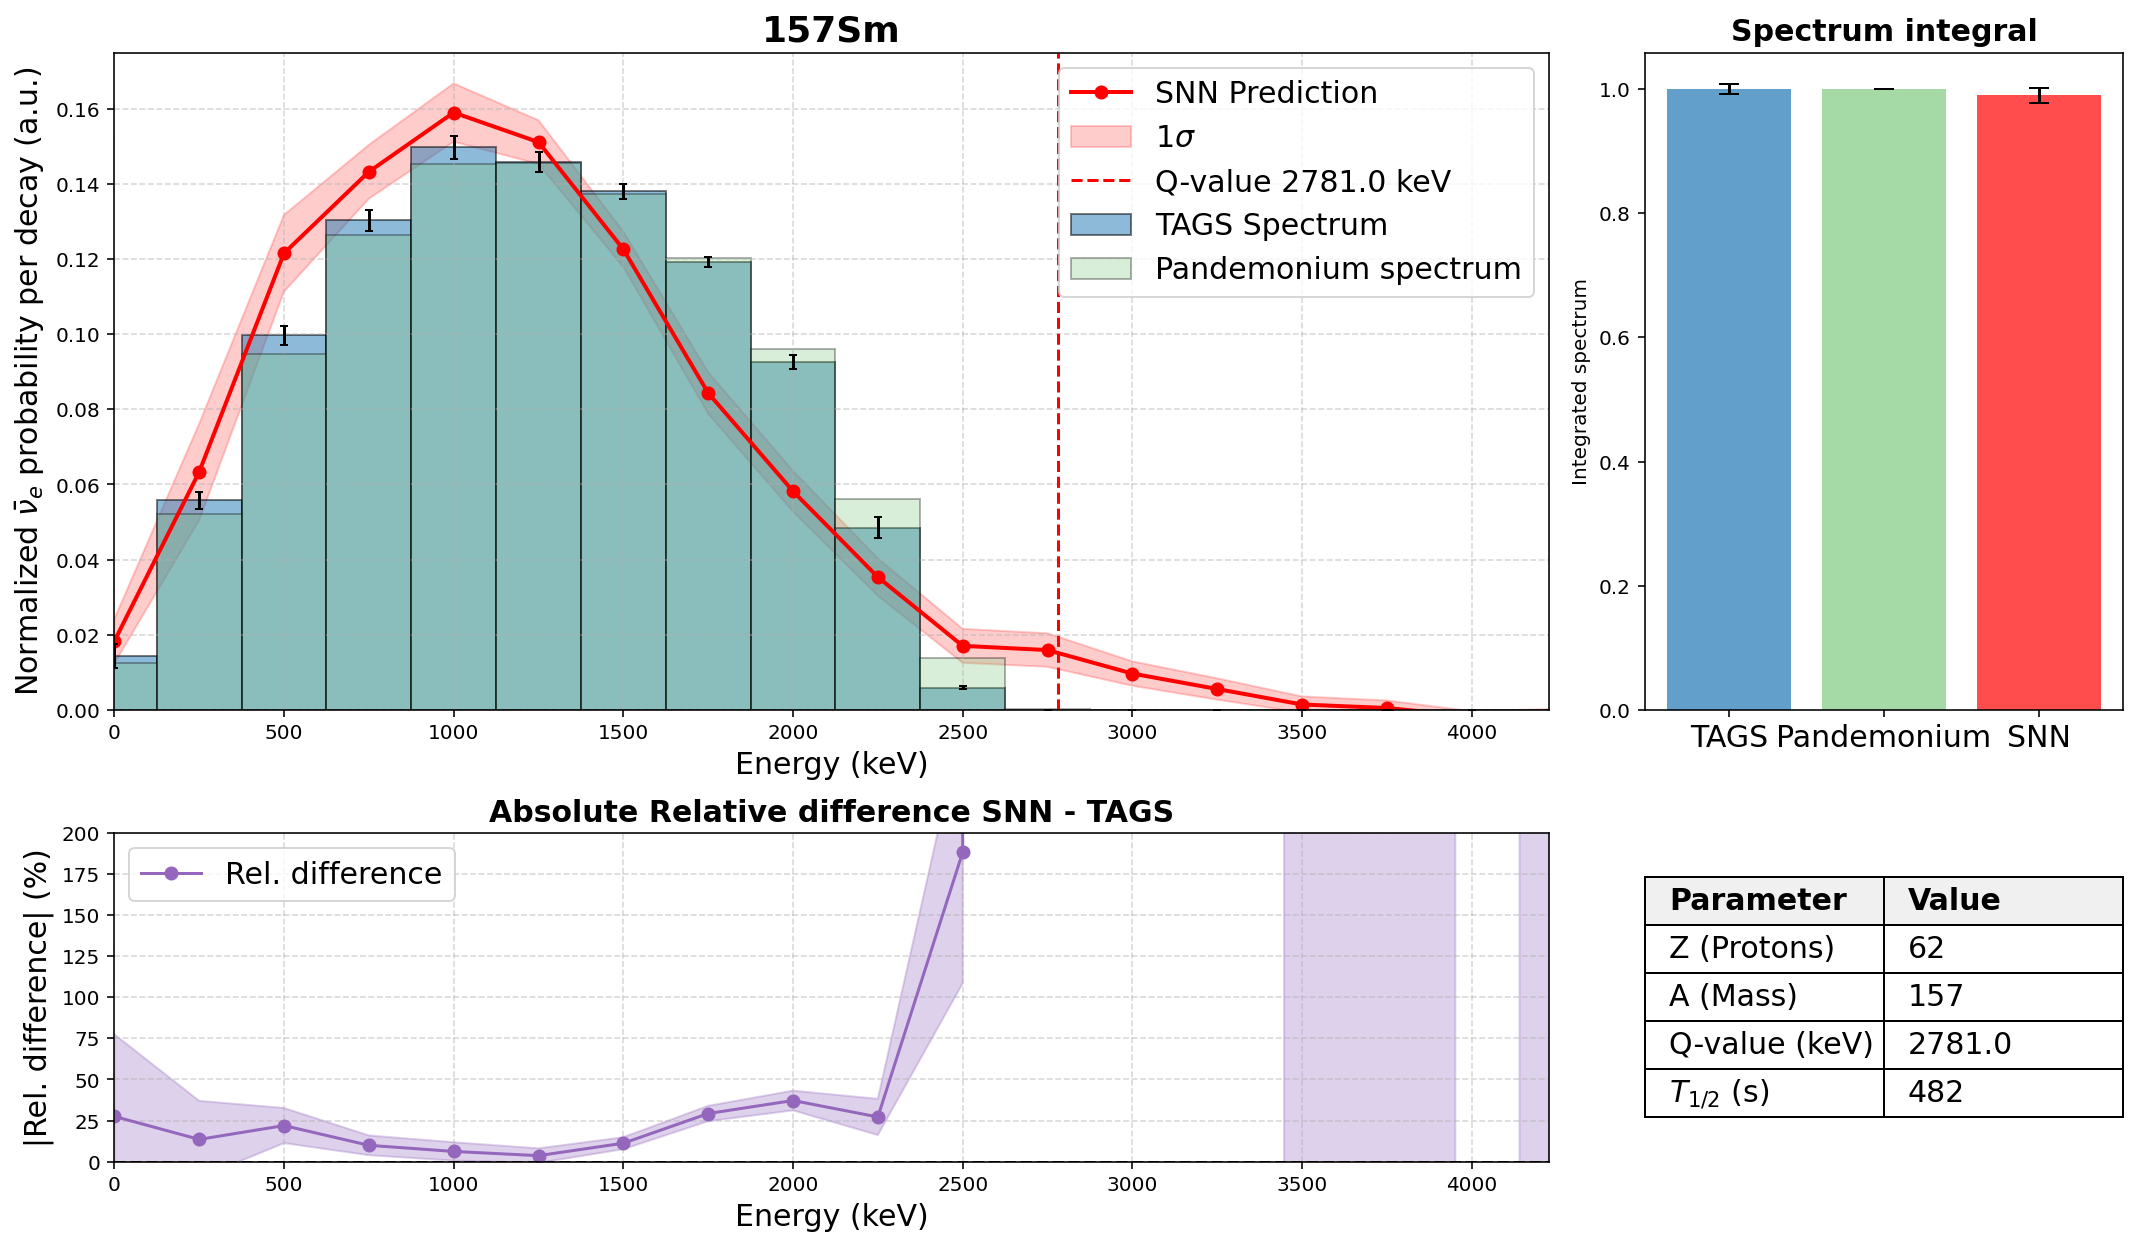 157Sm
Normalized ν̄e probability per decay (a.u.)
0.16
0.14
0.12
0.10
0.08
0.06
0.04
0.02
0.00
SNN Prediction
1σ
Q-value 2781.0 keV
TAGS Spectrum
Pandemonium spectrum
0 500 1000 1500 2000 2500 3000 3500 4000
Energy (keV)
Spectrum integral
Integrated spectrum
1.0
0.8
0.6
0.4
0.2
0.0
TAGS Pandemonium SNN
Absolute Relative difference SNN - TAGS
|Rel. difference| (%)
200
175
150
125
100
75
50
25
0
Rel. difference
0 500 1000 1500 2000 2500 3000 3500 4000
Energy (keV)
Parameter Value
Z (Protons) 62
A (Mass) 157
Q-value (keV) 2781.0
T1/2 (s) 482